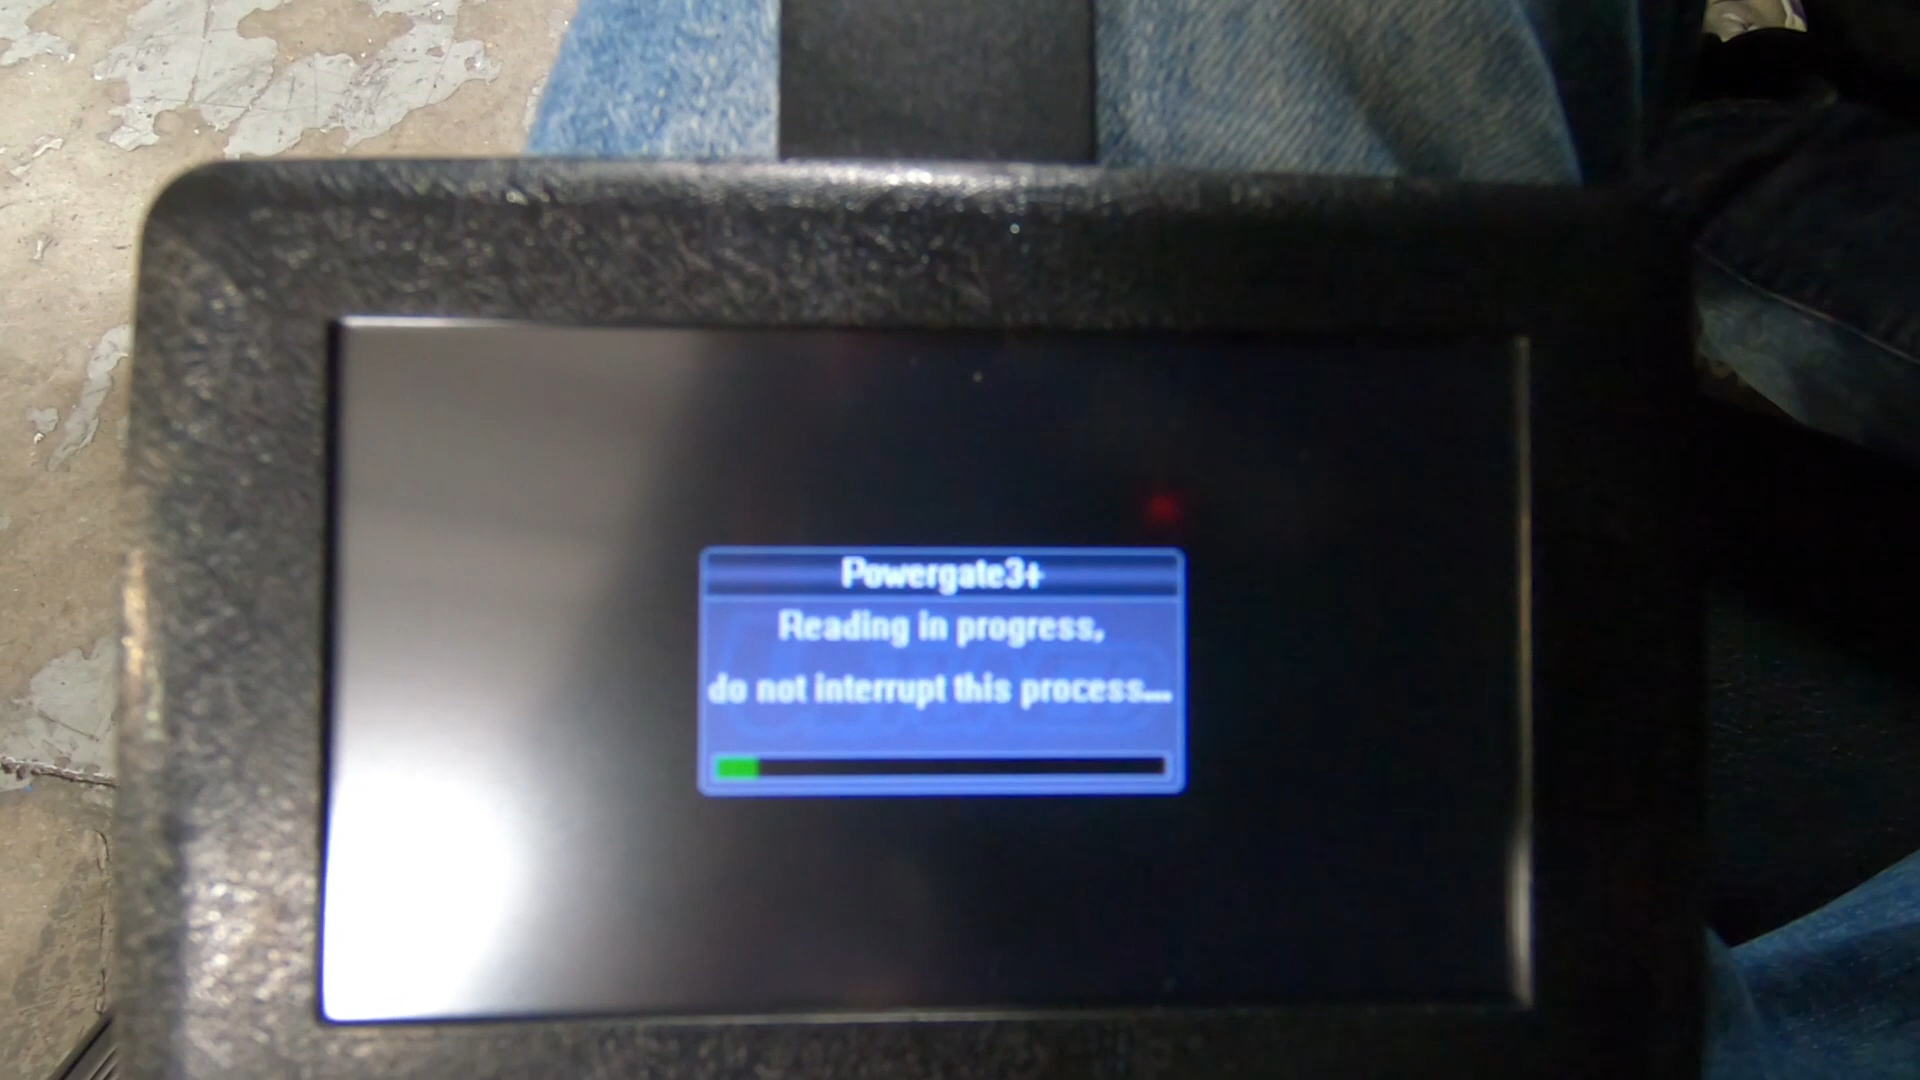 Powergate3+
Reading in progress,
do not interrupt this process...